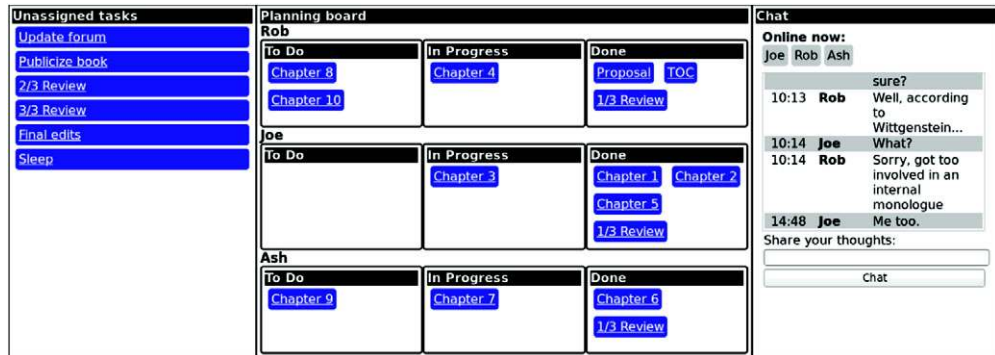 Unassigned tasks
Update forum
Publicize book
2/3 Review
3/3 Review
Final edits
Sleep
Planning board
Rob
To Do
Chapter 8
Chapter 10
In Progress
Chapter 4
Done
Proposal TOC
1/3 Review
Joe
To Do
In Progress
Chapter 3
Done
Chapter 1 Chapter 2
Chapter 5
1/3 Review
Ash
To Do
Chapter 9
In Progress
Chapter 7
Done
Chapter 6
1/3 Review
Chat
Online now:
Joe Rob Ash
sure?
10:13 Rob Well, according
to
Wittgenstein...
10:14 Joe What?
10:14 Rob Sorry, got too
involved in an
internal
monologue
14:48 Joe Me too.
Share your thoughts:
Chat